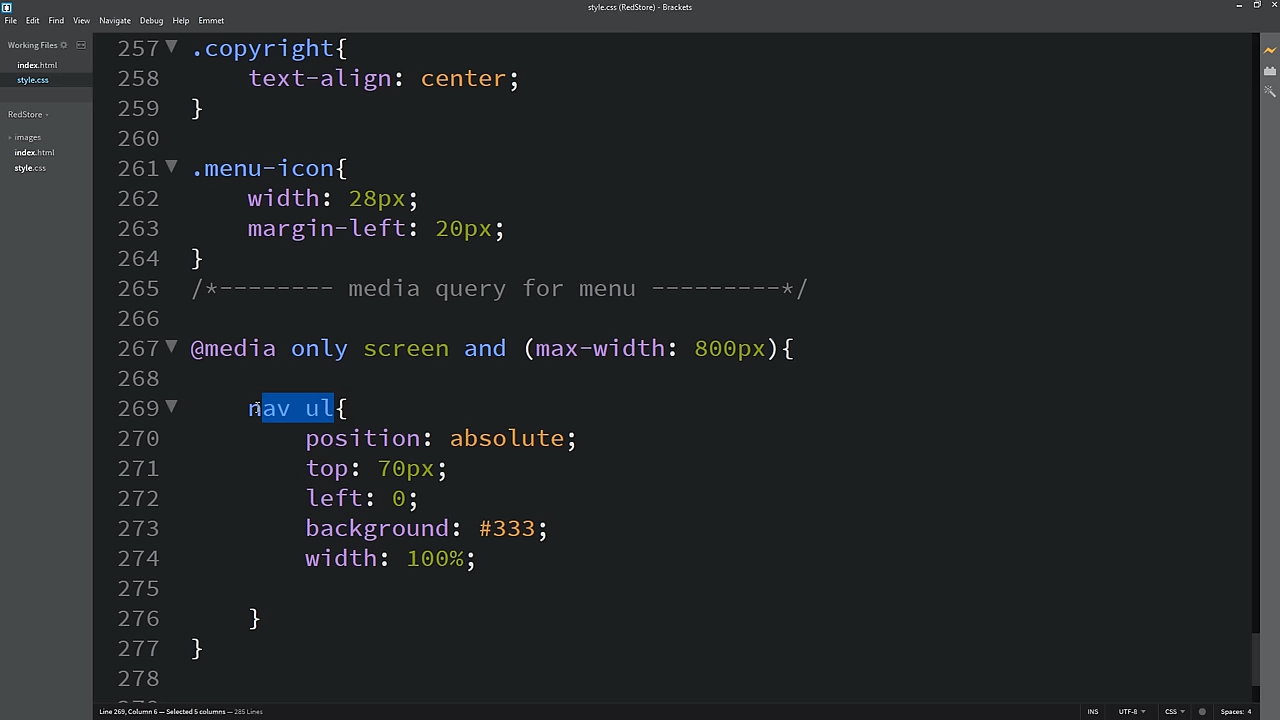 style.css (RedStore) - Brackets
File Edit Find View Navigate Debug Help Emmet
Working Files
index.html
style.css
RedStore
images
index.html
style.css
257 .copyright{
258 text-align: center;
259 }
260
261 .menu-icon{
262 width: 28px;
263 margin-left: 20px;
264 }
265 /*-------- media query for menu ---------*/
266
267 @media only screen and (max-width: 800px){
268
269 nav ul{
270 position: absolute;
271 top: 70px;
272 left: 0;
273 background: #333;
274 width: 100%;
275
276 }
277 }
278
Line 269, Column 6 — Selected 5 columns — 285 Lines
INS UTF-8 CSS Spaces: 4